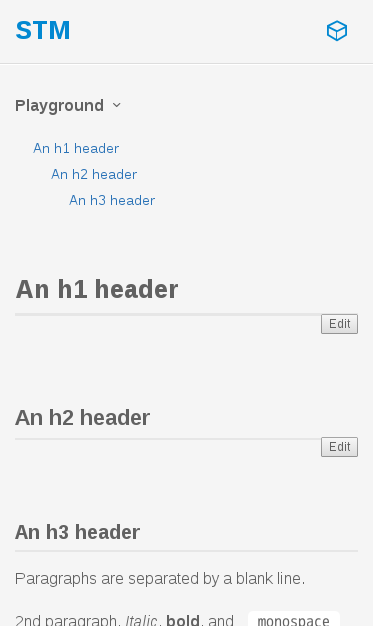 STM
Playground
An h1 header
An h2 header
An h3 header
An h1 header
Edit
An h2 header
Edit
An h3 header
Paragraphs are separated by a blank line.
2nd paragraph. Italic, bold, and monospace